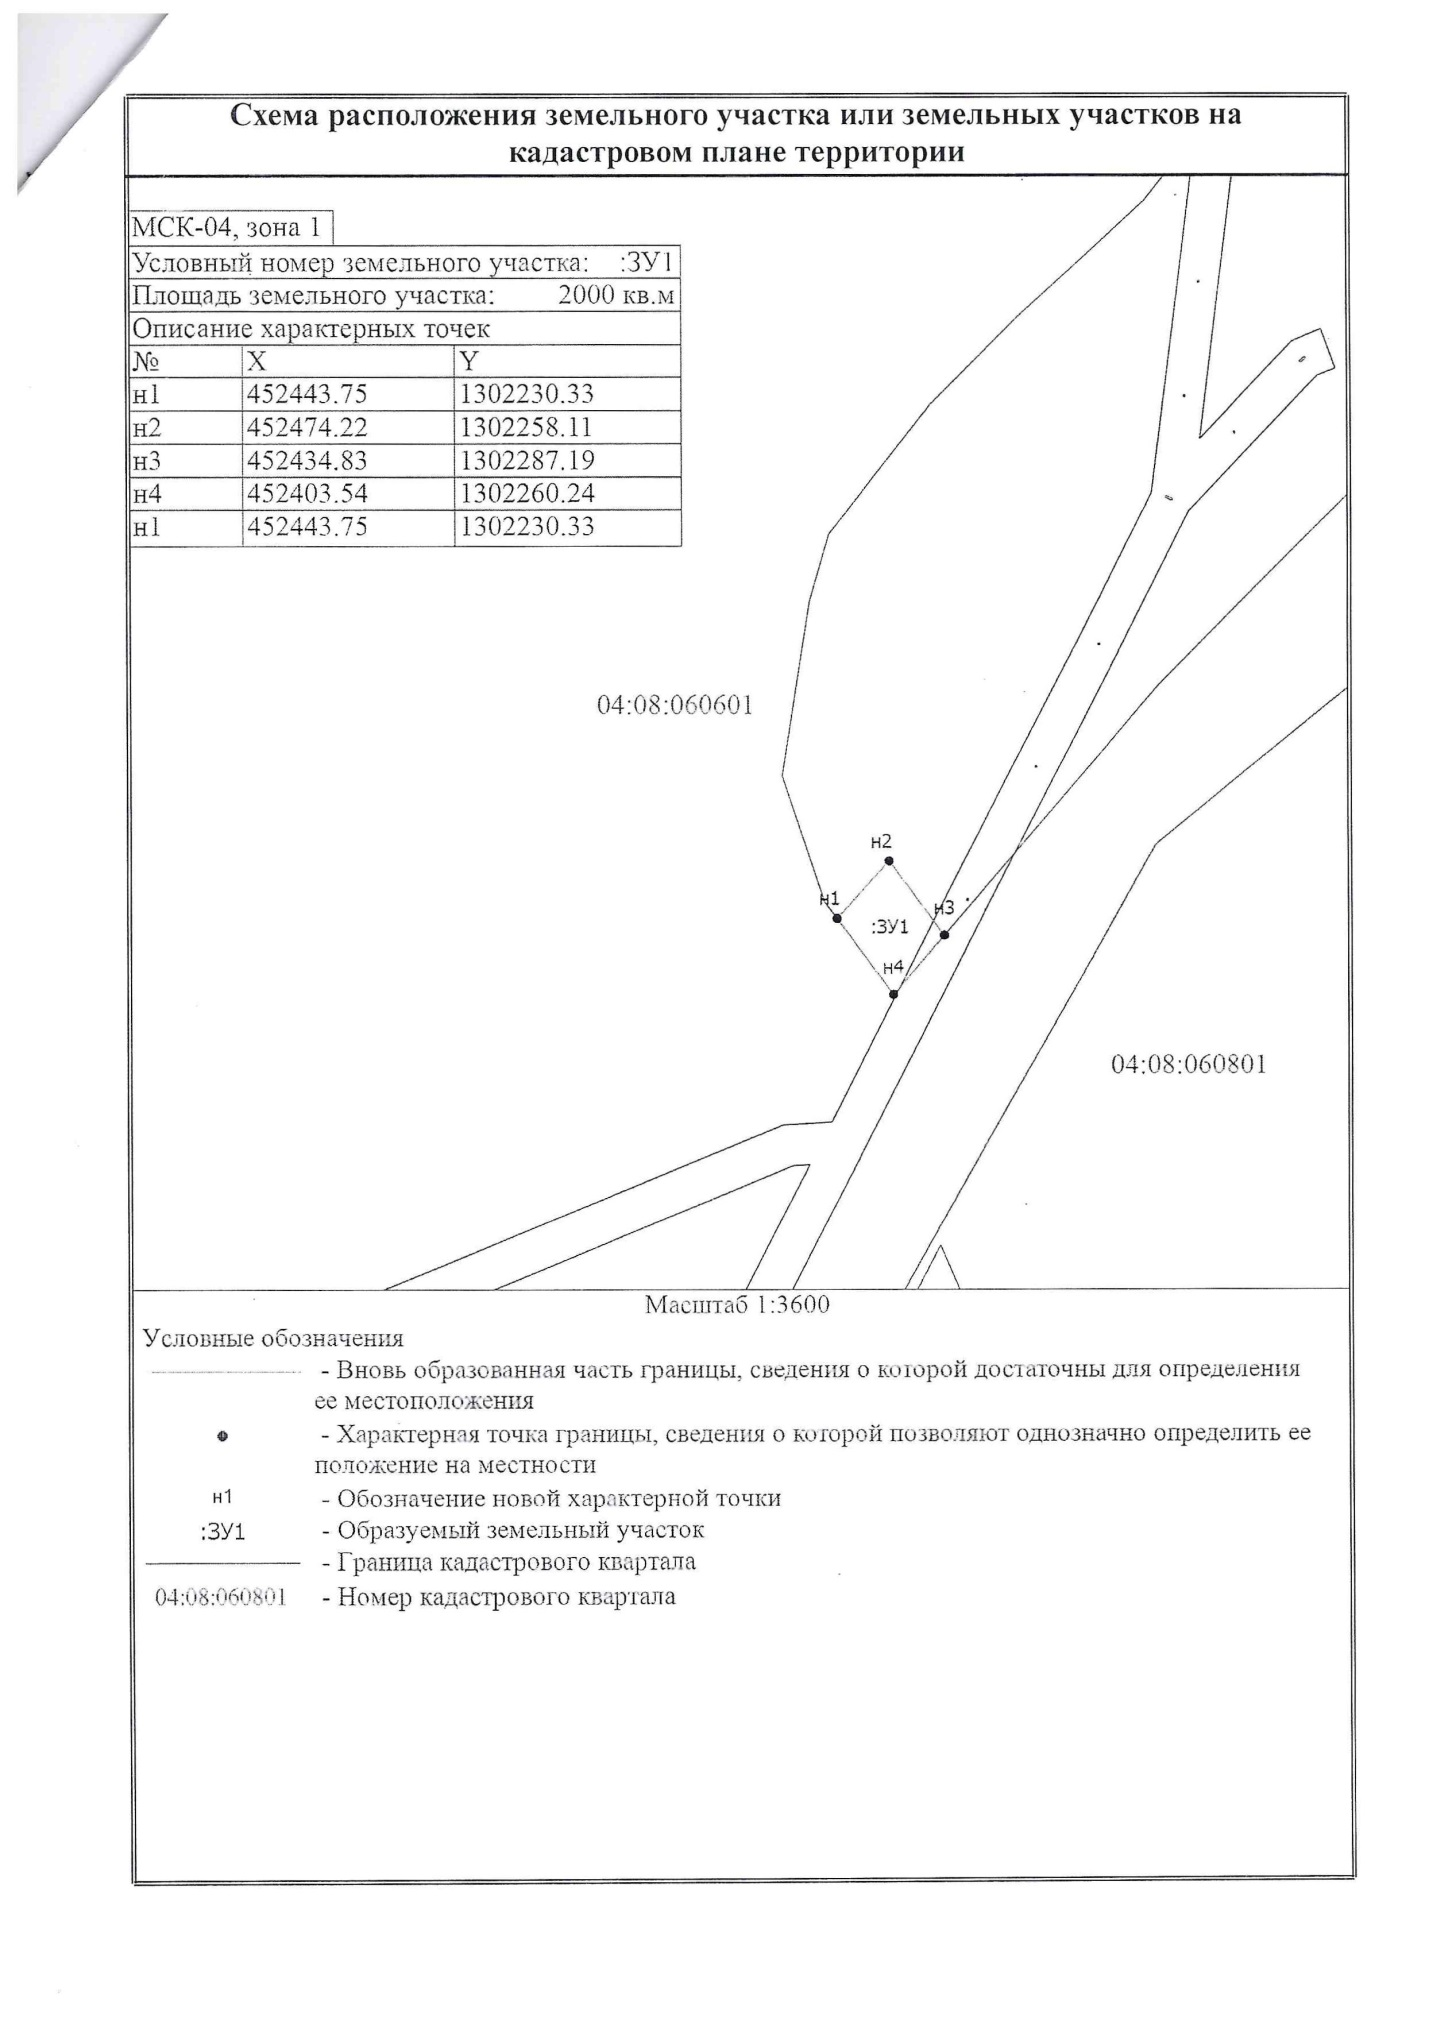 Схема расположения земельного участка или земельных участков на
кадастровом плане территории
МСК-04, зона 1
Условный номер земельного участка: :ЗУ1
Площадь земельного участка: 2000 кв.м
Описание характерных точек
№ X Y
н1 452443.75 1302230.33
н2 452474.22 1302258.11
н3 452434.83 1302287.19
н4 452403.54 1302260.24
н1 452443.75 1302230.33
04:08:060601
н2
н1
н3
:ЗУ1
н4
04:08:060801
Масштаб 1:3600
Условные обозначения
- Вновь образованная часть границы, сведения о которой достаточны для определения
ее местоположения
- Характерная точка границы, сведения о которой позволяют однозначно определить ее
положение на местности
н1 - Обозначение новой характерной точки
:ЗУ1 - Образуемый земельный участок
- Граница кадастрового квартала
04:08:060801 - Номер кадастрового квартала